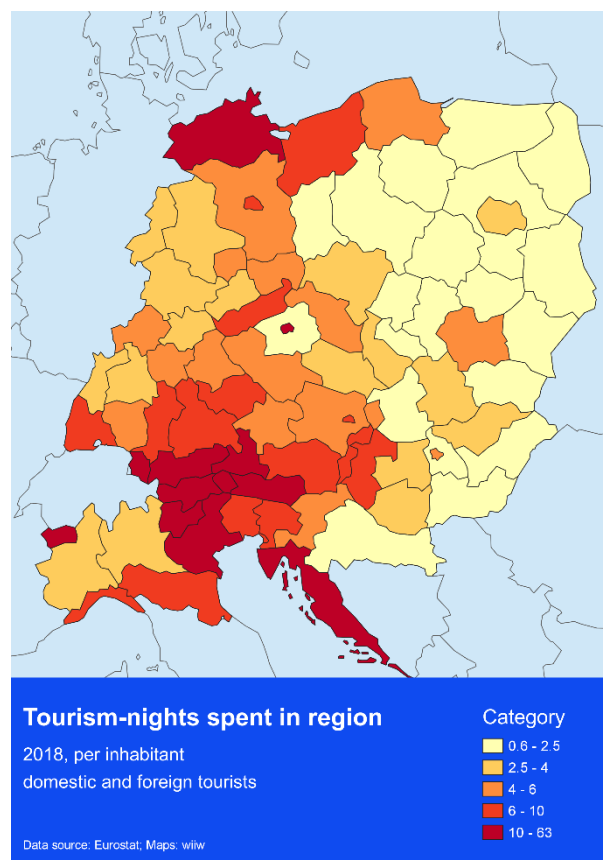 Tourism-nights spent in region
2018, per inhabitant
domestic and foreign tourists
Data source: Eurostat; Maps: wiiw
Category
0.6 - 2.5
2.5 - 4
4 - 6
6 - 10
10 - 63